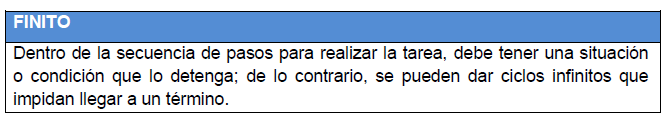 FINITO
Dentro de la secuencia de pasos para realizar la tarea, debe tener una situación
o condición que lo detenga; de lo contrario, se pueden dar ciclos infinitos que
impidan llegar a un término.